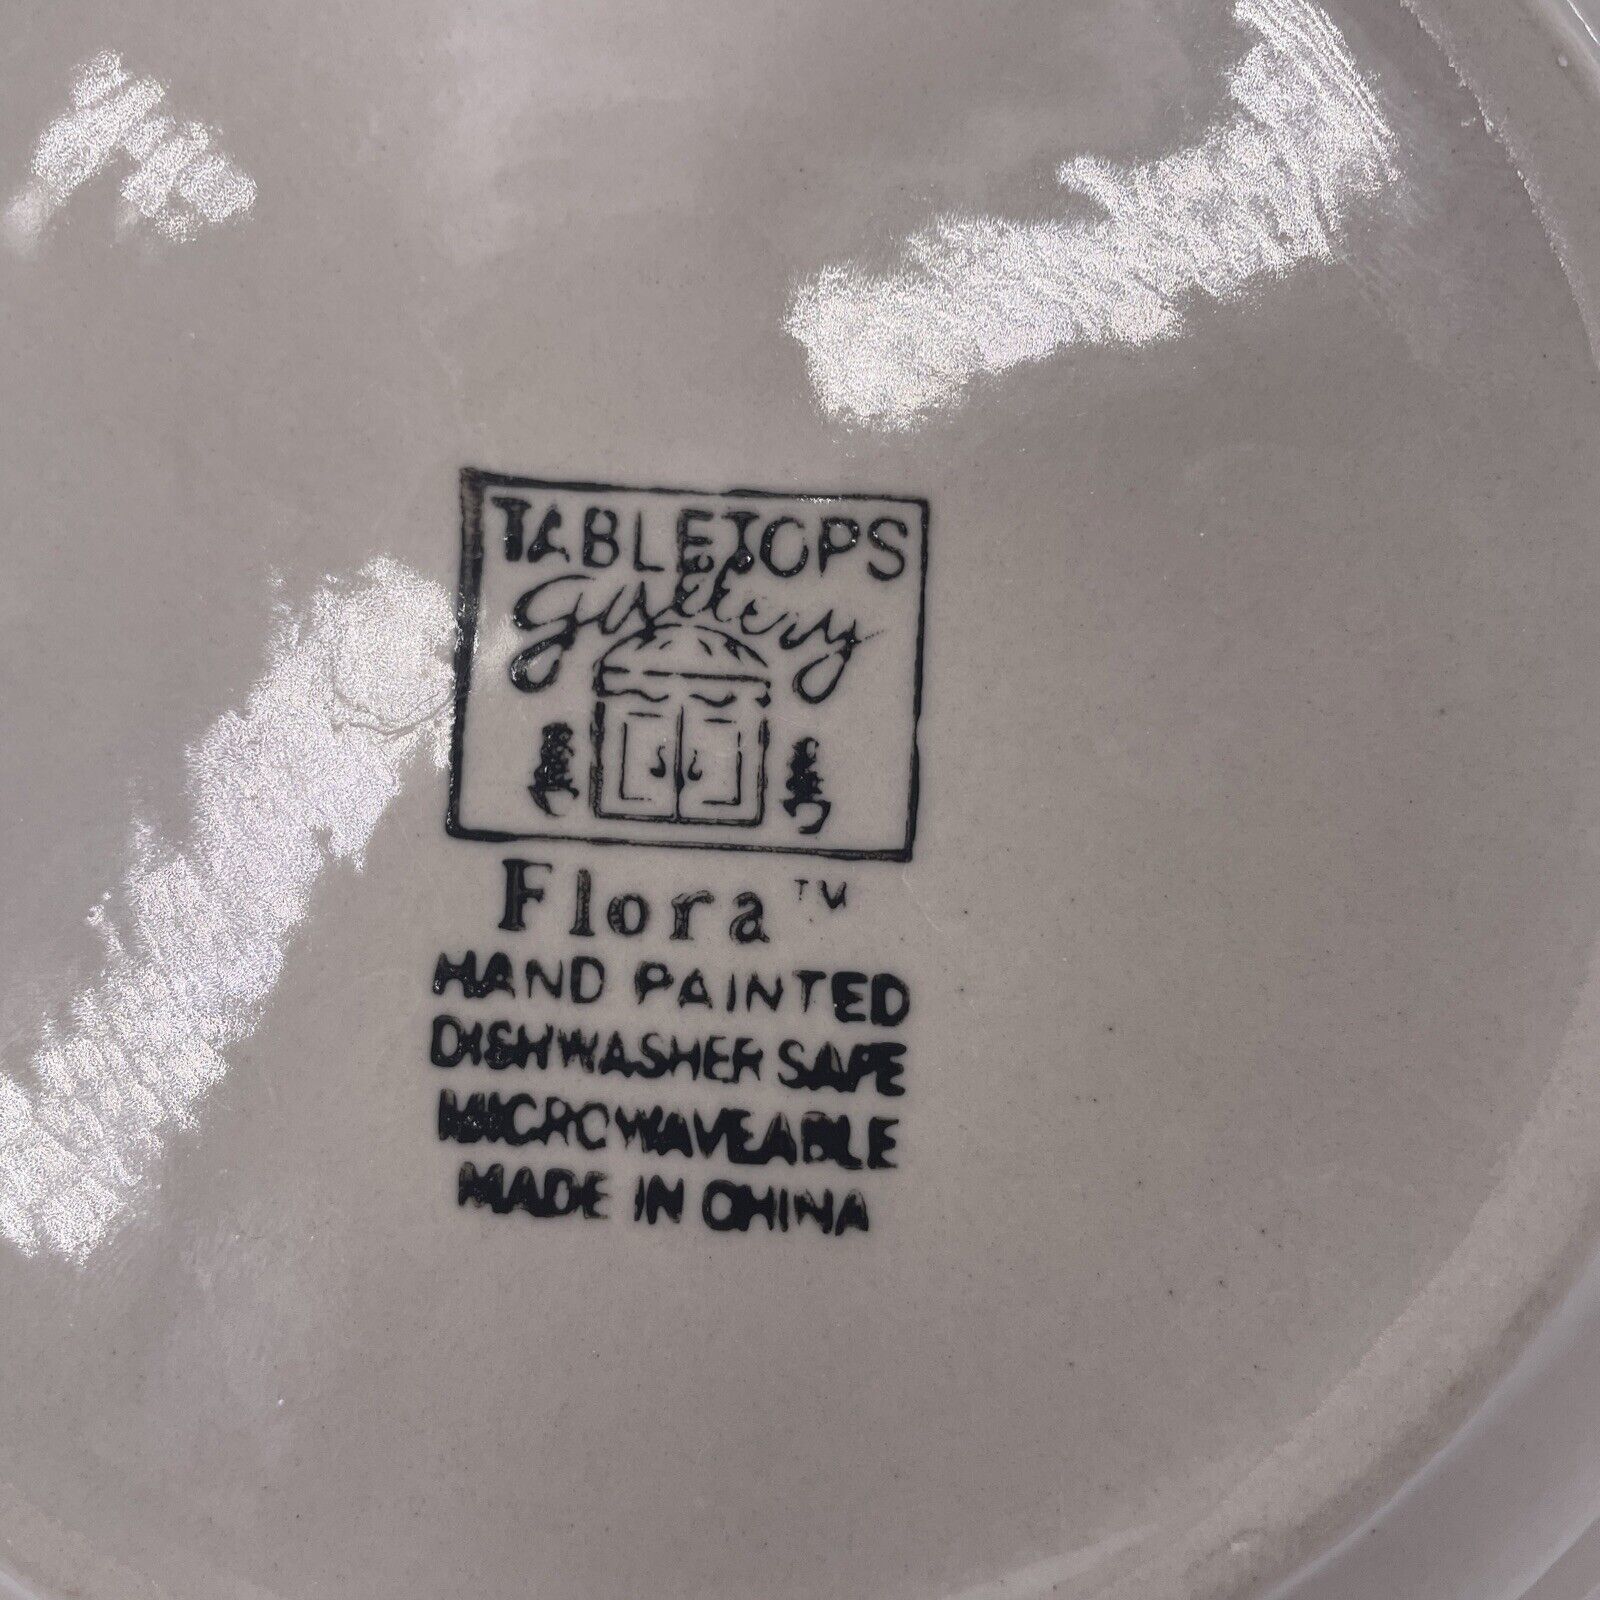 TABLETOPS
gallery
Flora™
HAND PAINTED
DISHWASHER SAFE
MICROWAVEABLE
MADE IN CHINA